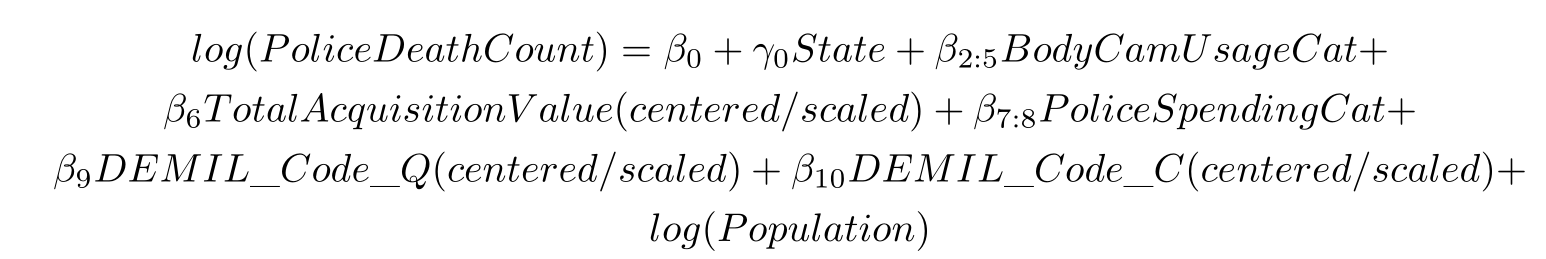 log(PoliceDeathCount) = β₀ + γ₀State + β₂:₅BodyCamUsageCat+
β₆TotalAcquisitionValue(centered/scaled) + β₇:₈PoliceSpendingCat+
β₉DEMIL_Code_Q(centered/scaled) + β₁₀DEMIL_Code_C(centered/scaled)+
log(Population)